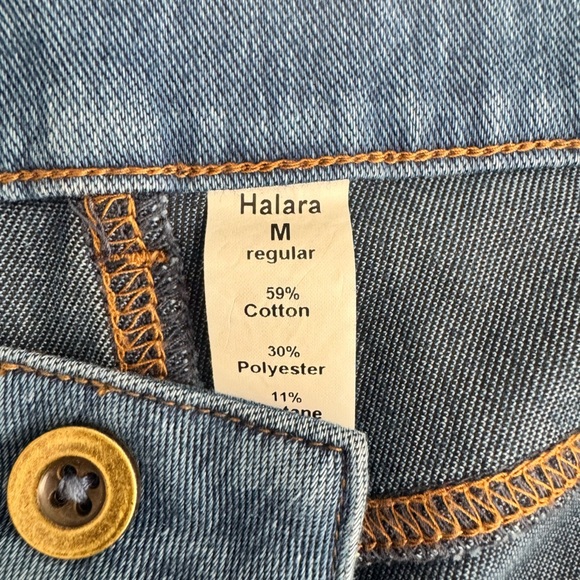 Halara
M
regular
59%
Cotton
30%
Polyester
11%